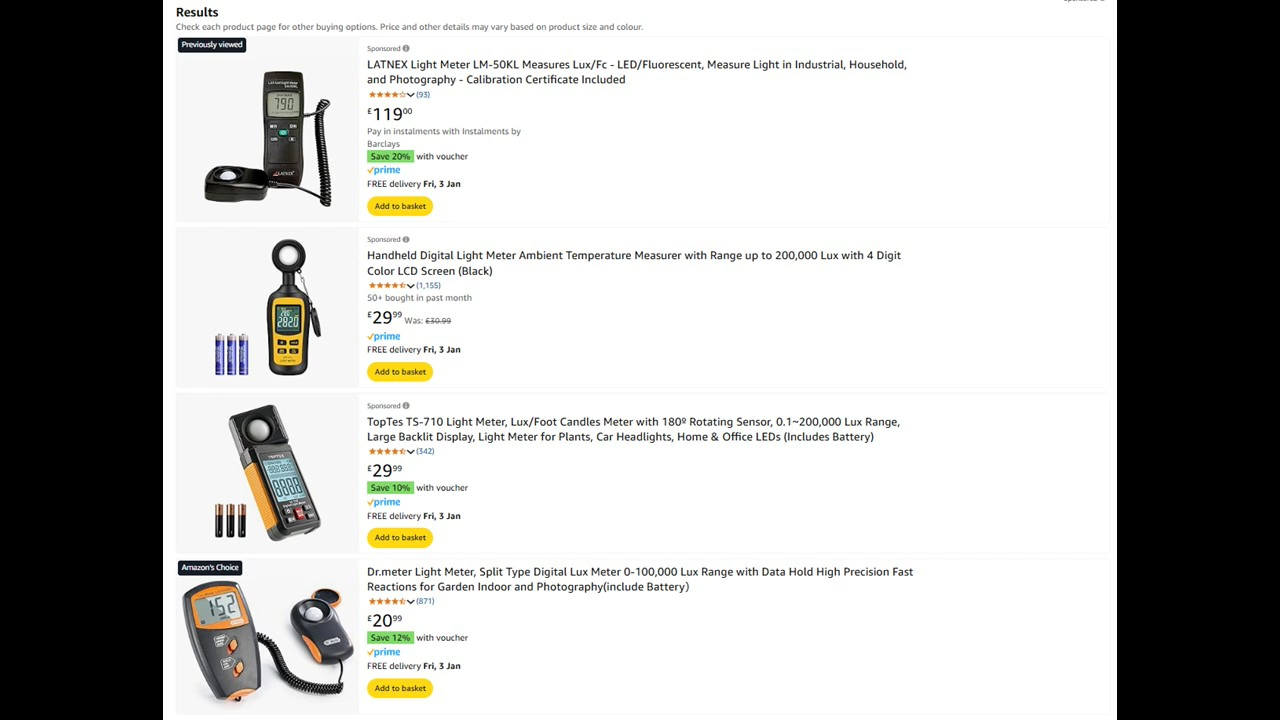 Results
Check each product page for other buying options. Price and other details may vary based on product size and colour.
Previously viewed
Sponsored
LATNEX Light Meter LM-50KL Measures Lux/Fc - LED/Fluorescent, Measure Light in Industrial, Household,
and Photography - Calibration Certificate Included
(93)
£11900
Pay in instalments with Instalments by
Barclays
Save 20% with voucher
prime
FREE delivery Fri, 3 Jan
Add to basket
790
LATNEX
Sponsored
Handheld Digital Light Meter Ambient Temperature Measurer with Range up to 200,000 Lux with 4 Digit
Color LCD Screen (Black)
(1,155)
50+ bought in past month
£2999 Was: £30.99
prime
FREE delivery Fri, 3 Jan
Add to basket
Sponsored
TopTes TS-710 Light Meter, Lux/Foot Candles Meter with 180º Rotating Sensor, 0.1~200,000 Lux Range,
Large Backlit Display, Light Meter for Plants, Car Headlights, Home & Office LEDs (Includes Battery)
(342)
£2999
Save 10% with voucher
prime
FREE delivery Fri, 3 Jan
Add to basket
TOPTES
Amazon's Choice
Dr.meter Light Meter, Split Type Digital Lux Meter 0-100,000 Lux Range with Data Hold High Precision Fast
Reactions for Garden Indoor and Photography(include Battery）
(871)
£2099
Save 12% with voucher
prime
FREE delivery Fri, 3 Jan
Add to basket
152